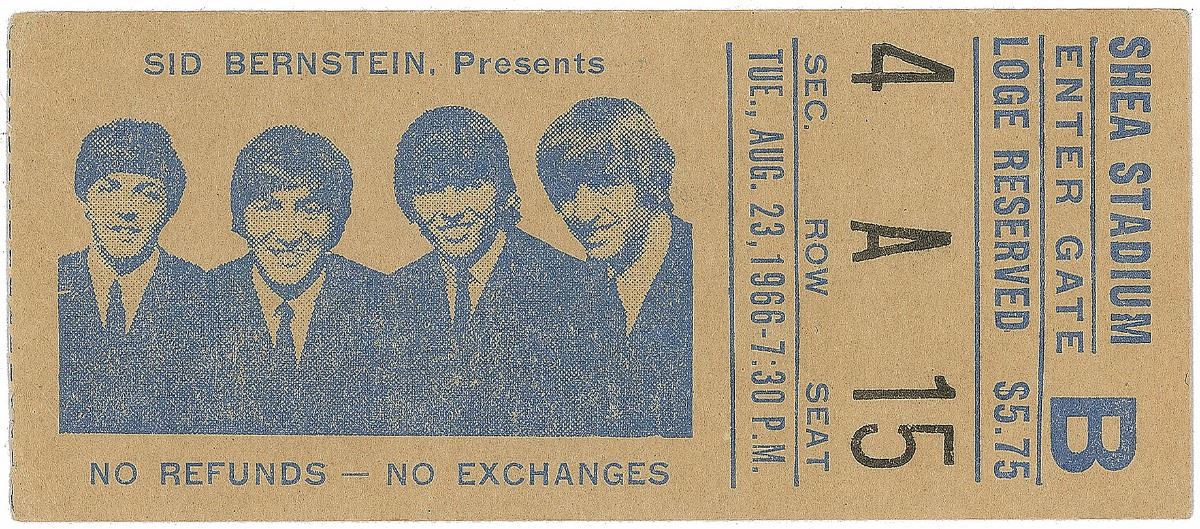 SID BERNSTEIN, Presents
NO REFUNDS — NO EXCHANGES
SHEA STADIUM
ENTER GATE B
LOGE RESERVED $5.75
4 A 15
SEC. ROW SEAT
TUE., AUG. 23, 1966-7:30 P.M.